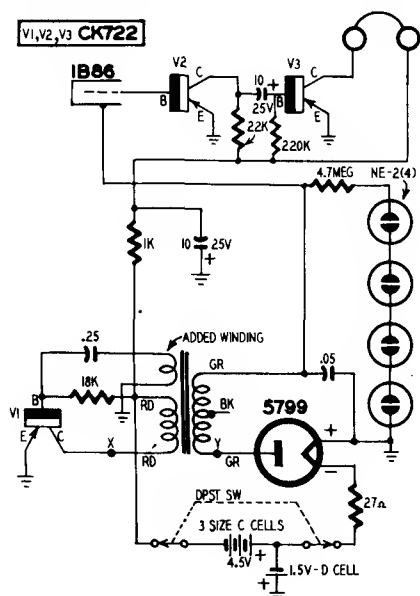 V1,V2,V3 CK722
1B86
V2
C
B
E
10
25V
+
V3
C
B
E
22K
220K
4.7MEG
NE-2(4)
1K
10
25V
+
ADDED WINDING
.25
GR
.05
18K
RD
BK
5799
B
V1
E
C
X
RD
Y
GR
+
−
27Ω
DPST SW
3 SIZE C CELLS
4.5V
+
1.5V-D CELL
+